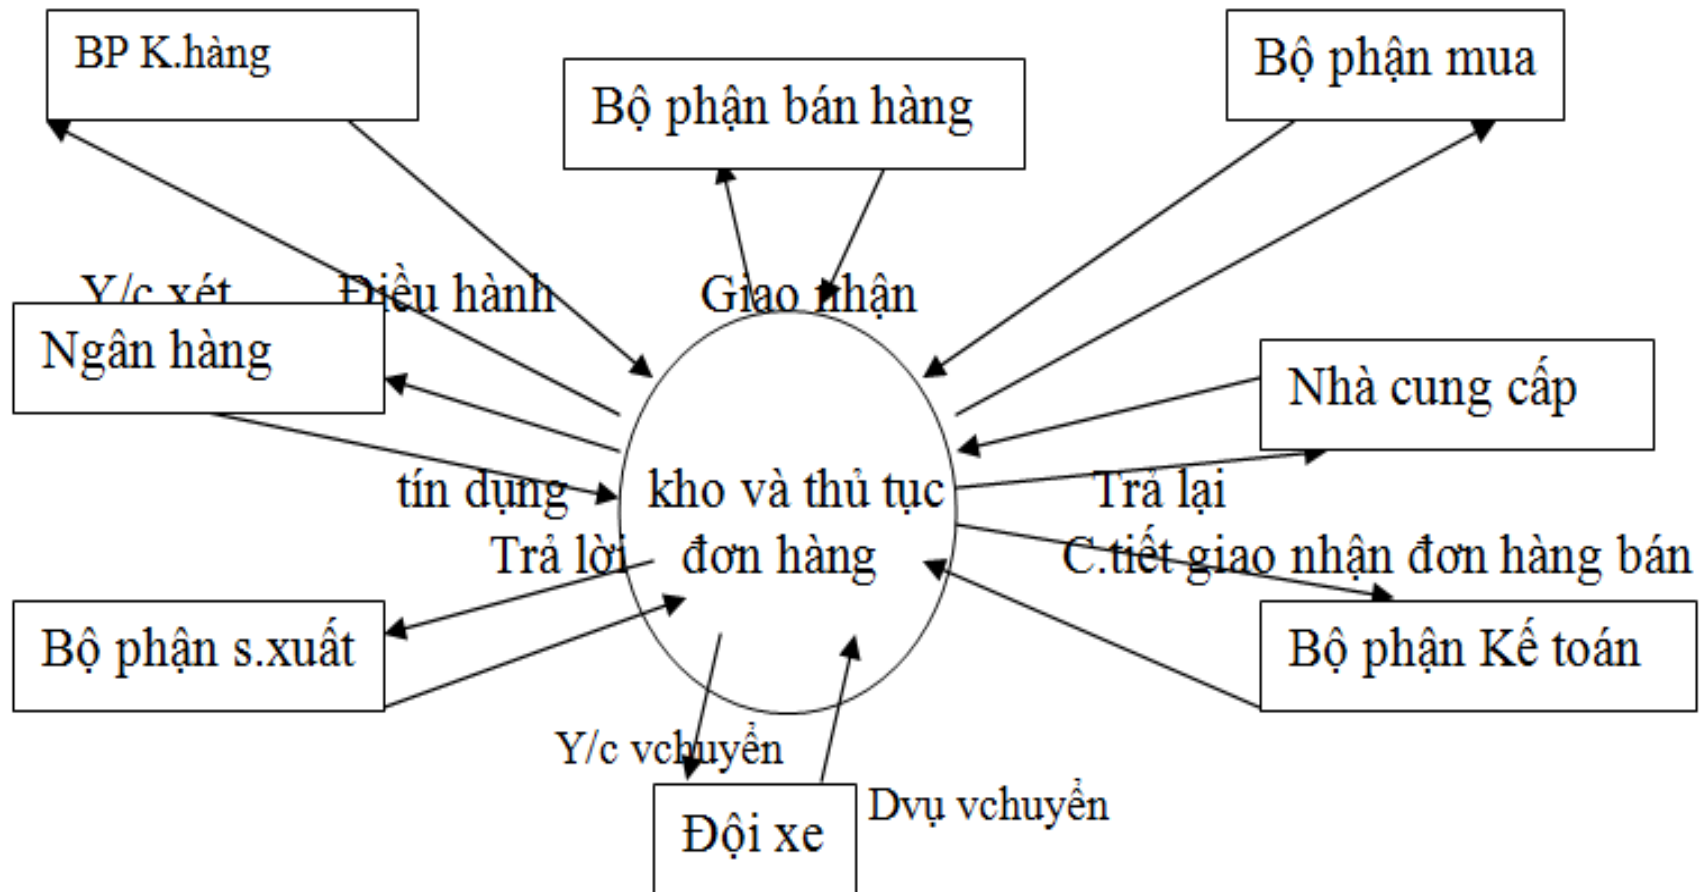 BP K.hàng
Bộ phận bán hàng
Bộ phận mua
Y/c xét
Điều hành
Giao nhận
Ngân hàng
Nhà cung cấp
tín dụng
kho và thủ tục
Trả lại
Trả lời
đơn hàng
C.tiết giao nhận đơn hàng bán
Bộ phận s.xuất
Bộ phận Kế toán
Y/c vchuyển
Dvụ vchuyển
Đội xe